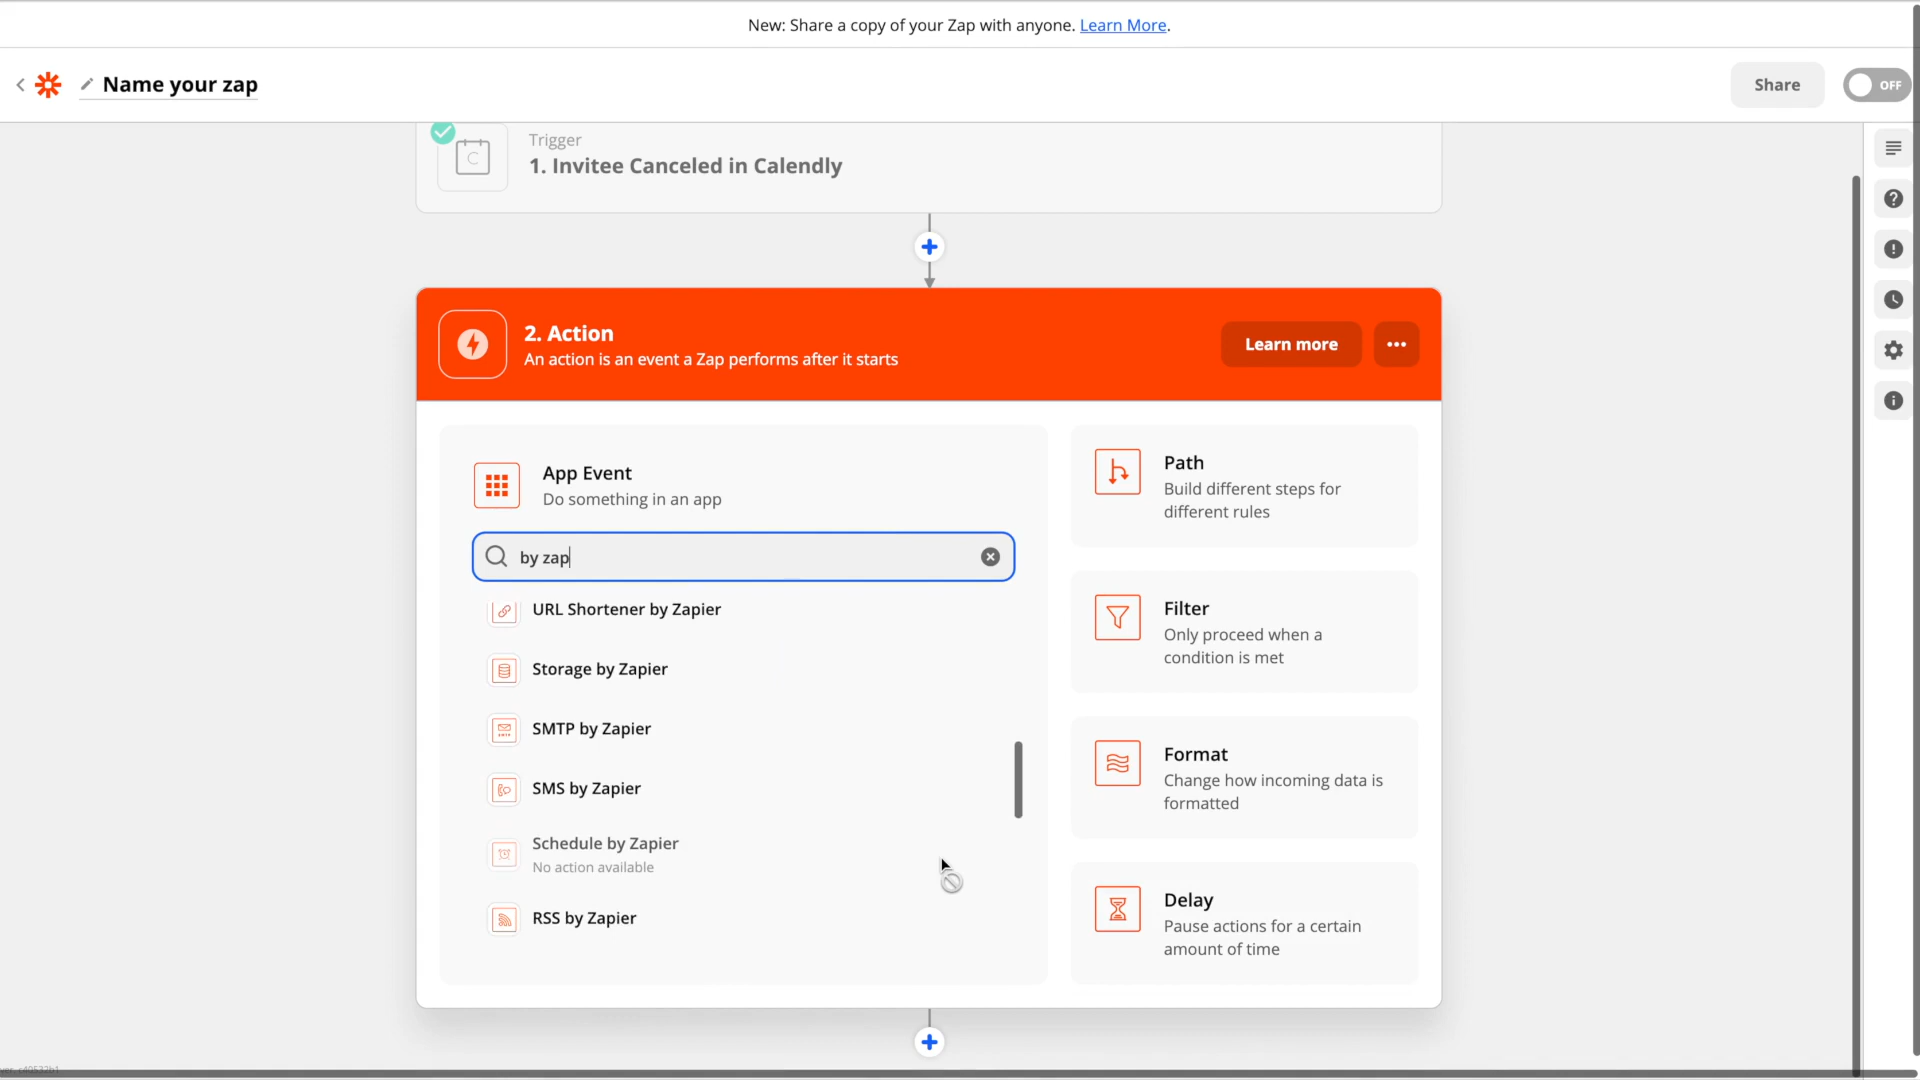 New: Share a copy of your Zap with anyone. Learn More.
Name your zap
Share
OFF
Trigger
1. Invitee Canceled in Calendly
2. Action
An action is an event a Zap performs after it starts
Learn more
App Event
Do something in an app
by zap
URL Shortener by Zapier
Storage by Zapier
SMTP by Zapier
SMS by Zapier
Schedule by Zapier
No action available
RSS by Zapier
Path
Build different steps for
different rules
Filter
Only proceed when a
condition is met
Format
Change how incoming data is
formatted
Delay
Pause actions for a certain
amount of time